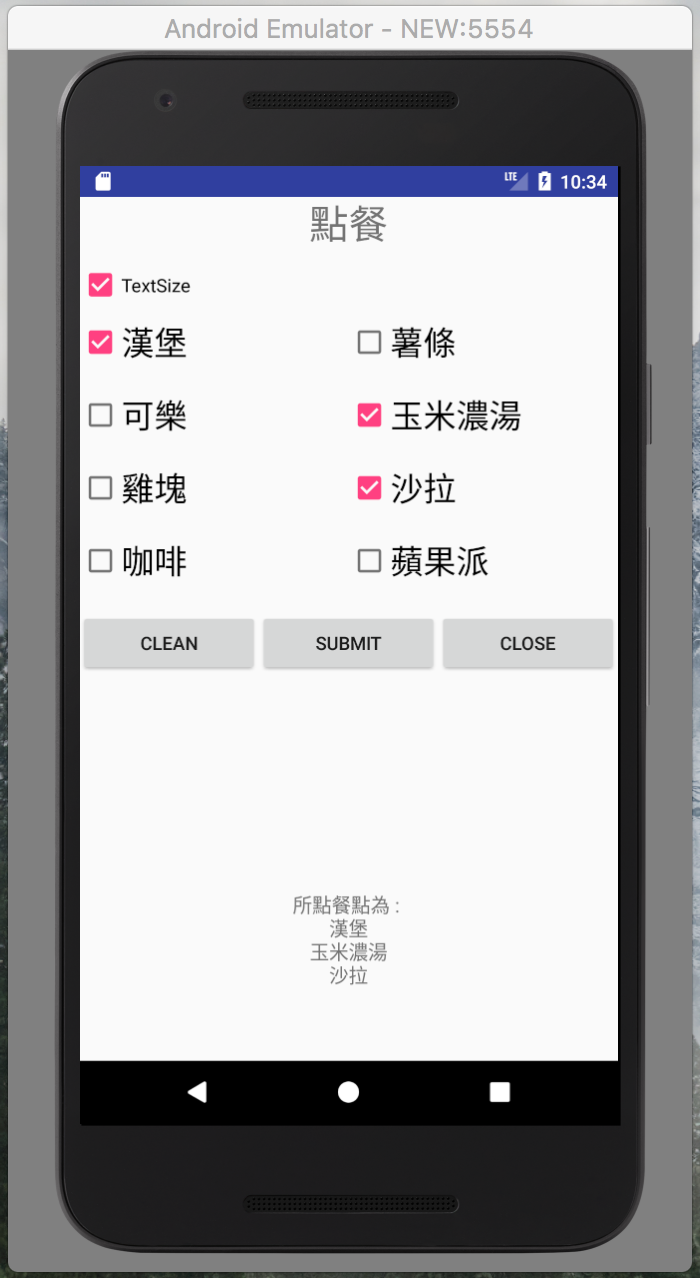 Android Emulator - NEW:5554
LTE 10:34
點餐
TextSize
漢堡 薯條
可樂 玉米濃湯
雞塊 沙拉
咖啡 蘋果派
CLEAN SUBMIT CLOSE
所點餐點為 :
漢堡
玉米濃湯
沙拉